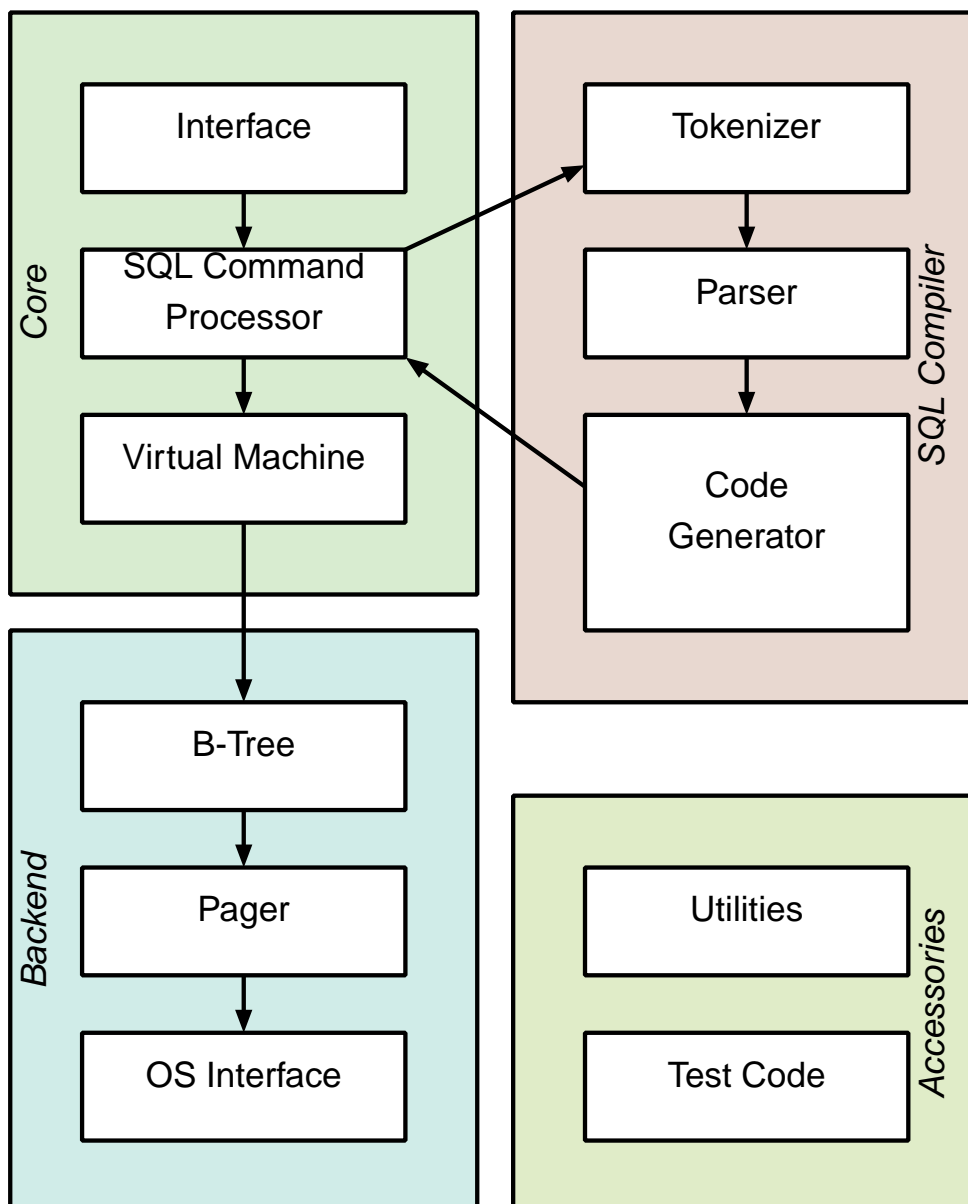 Core
Interface
SQL Command
Processor
Virtual Machine
SQL Compiler
Tokenizer
Parser
Code
Generator
Backend
B-Tree
Pager
OS Interface
Accessories
Utilities
Test Code